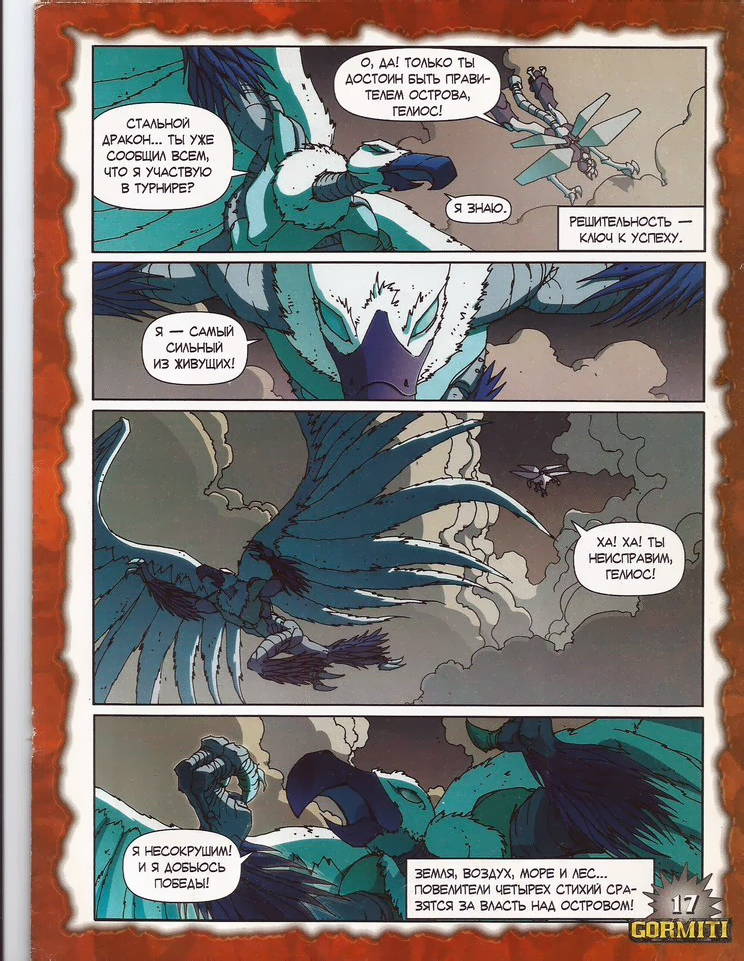 СТАЛЬНОЙ
ДРАКОН... ТЫ УЖЕ
СООБЩИЛ ВСЕМ,
ЧТО Я УЧАСТВУЮ
В ТУРНИРЕ?
О, ДА! ТОЛЬКО ТЫ
ДОСТОИН БЫТЬ ПРАВИ-
ТЕЛЕМ ОСТРОВА,
ГЕЛИОС!
Я ЗНАЮ.
РЕШИТЕЛЬНОСТЬ —
КЛЮЧ К УСПЕХУ.
Я — САМЫЙ
СИЛЬНЫЙ
ИЗ ЖИВУЩИХ!
ХА! ХА! ТЫ
НЕИСПРАВИМ,
ГЕЛИОС!
Я НЕСОКРУШИМ!
И Я ДОБЬЮСЬ
ПОБЕДЫ!
ЗЕМЛЯ, ВОЗДУХ, МОРЕ И ЛЕС...
ПОВЕЛИТЕЛИ ЧЕТЫРЕХ СТИХИЙ СРА-
ЗЯТСЯ ЗА ВЛАСТЬ НАД ОСТРОВОМ!
17
GORMITI